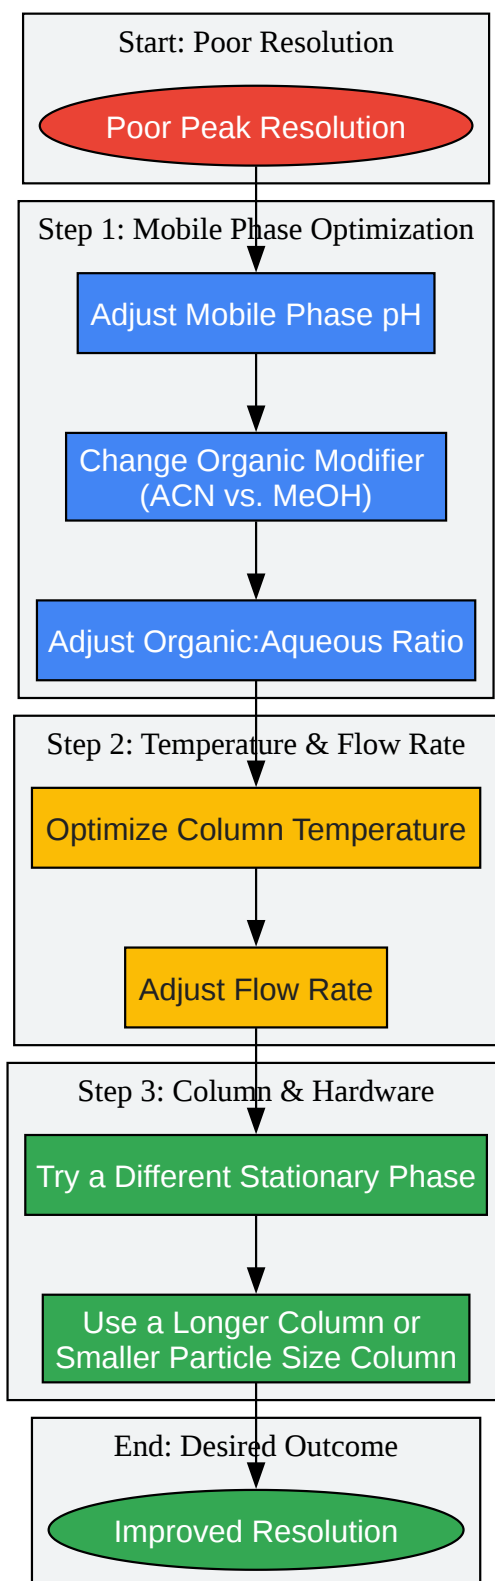 Start: Poor Resolution
Poor Peak Resolution
Step 1: Mobile Phase Optimization
Adjust Mobile Phase pH
Change Organic Modifier
(ACN vs. MeOH)
Adjust Organic:Aqueous Ratio
Step 2: Temperature & Flow Rate
Optimize Column Temperature
Adjust Flow Rate
Step 3: Column & Hardware
Try a Different Stationary Phase
Use a Longer Column or
Smaller Particle Size Column
End: Desired Outcome
Improved Resolution